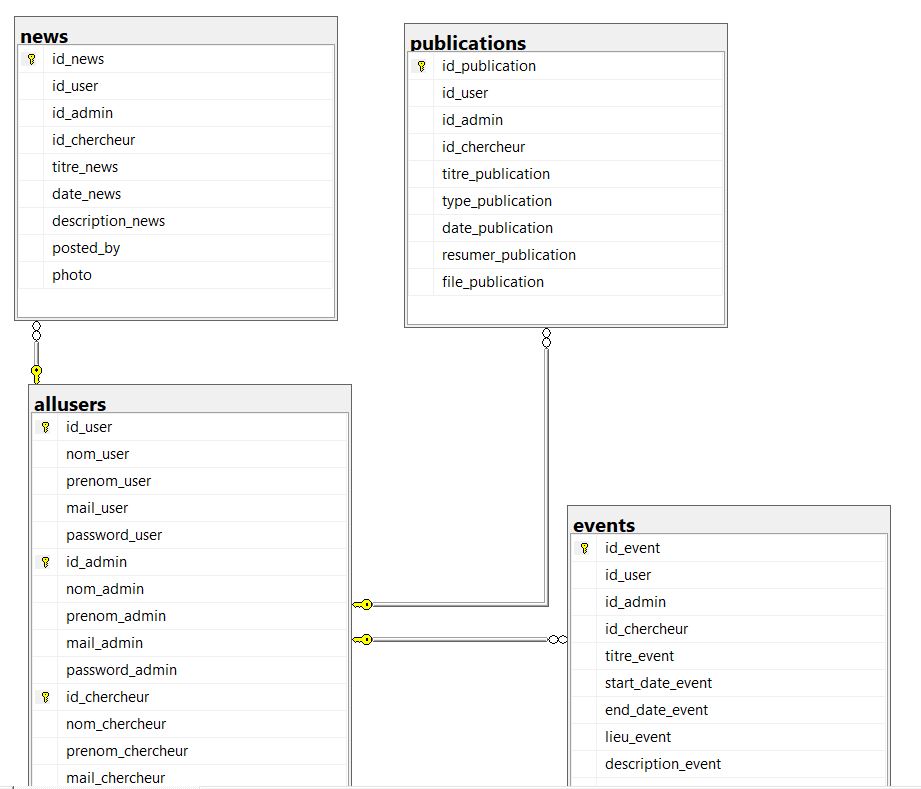 news
id_news
id_user
id_admin
id_chercheur
titre_news
date_news
description_news
posted_by
photo
publications
id_publication
id_user
id_admin
id_chercheur
titre_publication
type_publication
date_publication
resumer_publication
file_publication
allusers
id_user
nom_user
prenom_user
mail_user
password_user
id_admin
nom_admin
prenom_admin
mail_admin
password_admin
id_chercheur
nom_chercheur
prenom_chercheur
mail_chercheur
events
id_event
id_user
id_admin
id_chercheur
titre_event
start_date_event
end_date_event
lieu_event
description_event